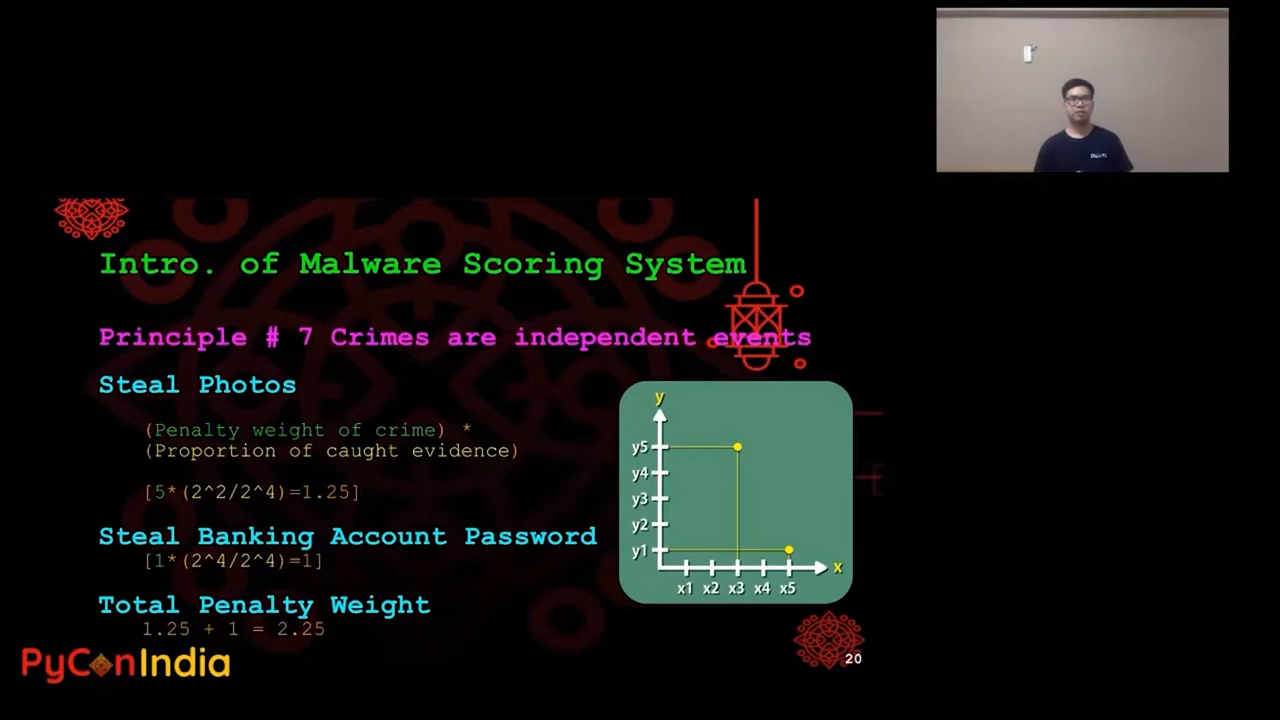 Intro. of Malware Scoring System
Principle # 7 Crimes are independent events
Steal Photos
(Penalty weight of crime) *
(Proportion of caught evidence)
[5*(2^2/2^4)=1.25]
Steal Banking Account Password
[1*(2^4/2^4)=1]
Total Penalty Weight
1.25 + 1 = 2.25
y
y5
y4
y3
y2
y1
x
x1 x2 x3 x4 x5
PyConIndia
20